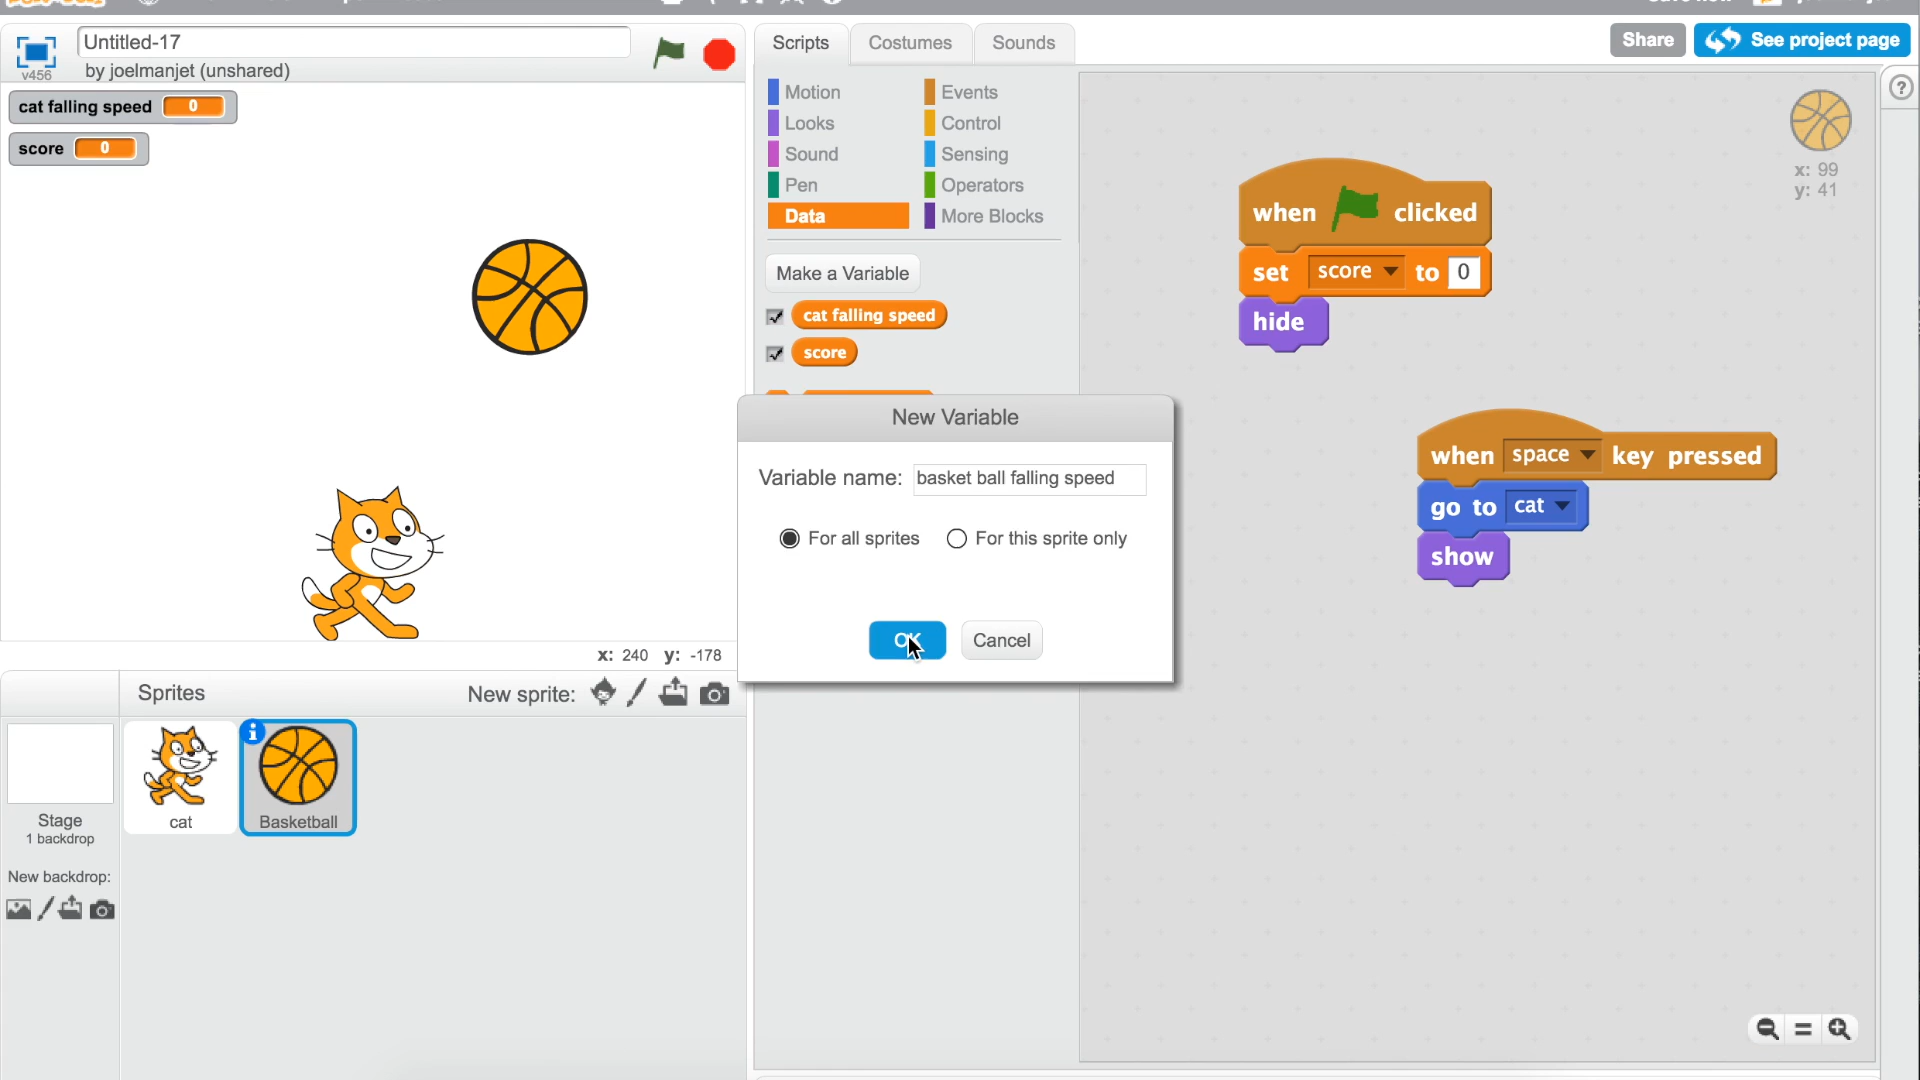 Untitled-17
by joelmanjet (unshared)
v456
cat falling speed 0
score 0
x: 240 y: -178
Sprites
New sprite:
Stage
1 backdrop
New backdrop:
cat
Basketball
Scripts
Costumes
Sounds
Share
See project page
?
Motion
Looks
Sound
Pen
Data
Events
Control
Sensing
Operators
More Blocks
Make a Variable
cat falling speed
score
New Variable
Variable name: basket ball falling speed
For all sprites
For this sprite only
OK
Cancel
x: 99
y: 41
when clicked
set score to 0
hide
when space key pressed
go to cat
show